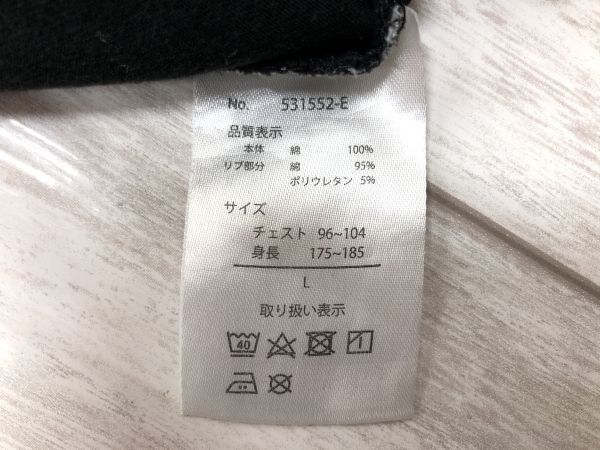 No. 531552-E
品質表示
本体 綿 100%
リブ部分 綿 95%
ポリウレタン 5%
サイズ
チェスト 96~104
身長 175~185
L
取り扱い表示
40